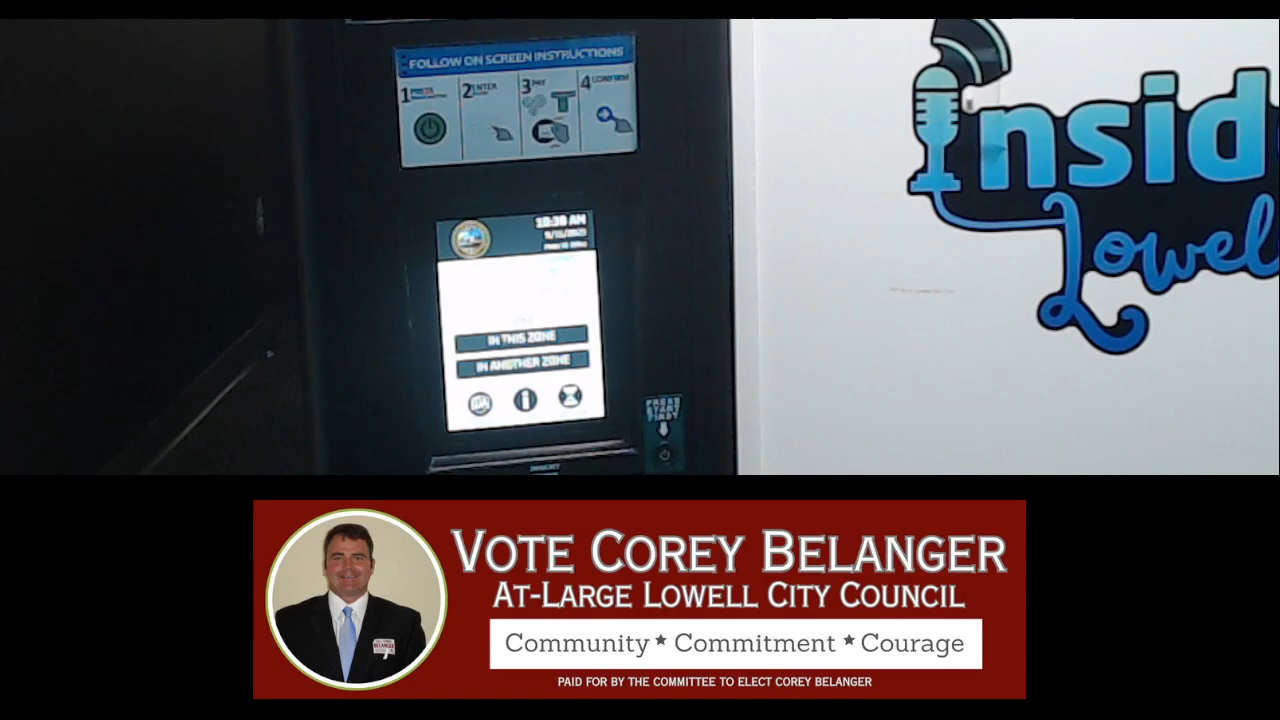 FOLLOW ON SCREEN INSTRUCTIONS
1 2 ENTER 3 PAY 4 CONFIRM
10:38 AM
IN THIS ZONE
IN ANOTHER ZONE
PRESS
START
FIRST
Insid
Lowel
VOTE COREY BELANGER
AT-LARGE LOWELL CITY COUNCIL
Community ★ Commitment ★ Courage
PAID FOR BY THE COMMITTEE TO ELECT COREY BELANGER